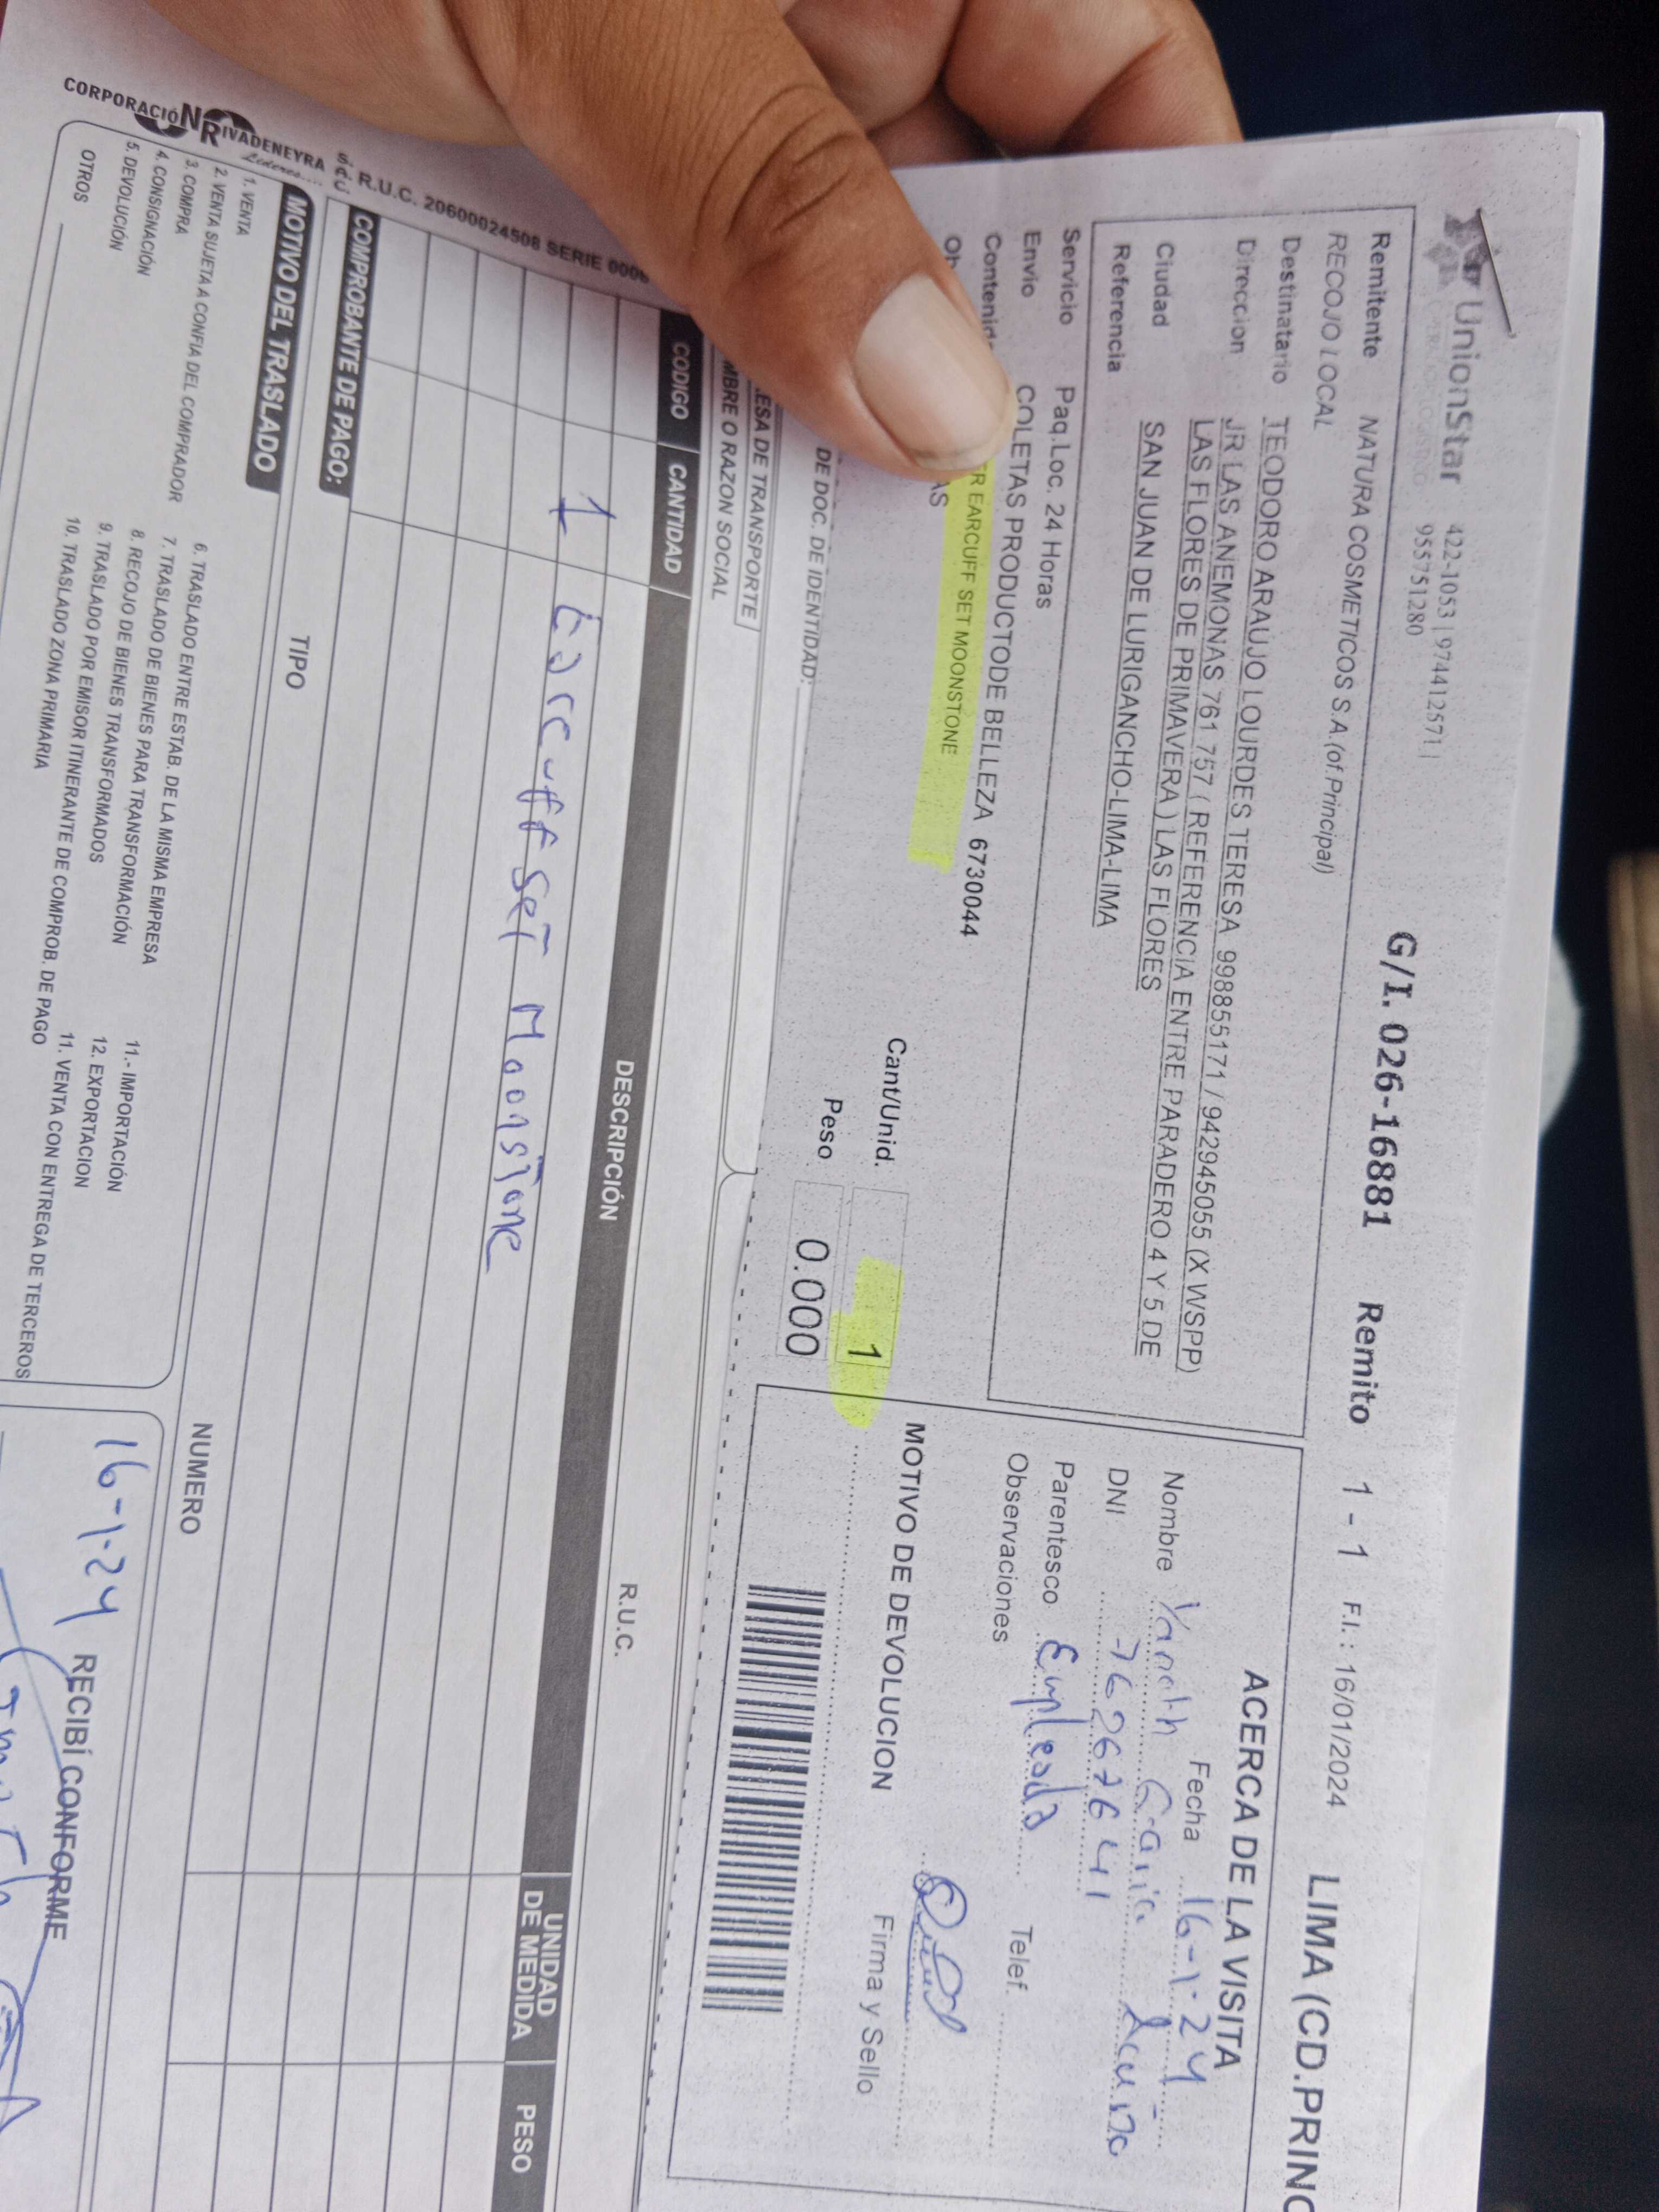 UnionStar 422-1053 | 974412571 |
955751280
G/I. 026-16881 Remito 1 - 1 F.I. : 16/01/2024 LIMA (CD.PRINC
Remitente NATURA COSMETICOS S.A.(of.Principal)
RECOJO LOCAL
Destinatario TEODORO ARAUJO LOURDES TERESA 998855171 / 942945055 (X WSPP)
Direccion JR LAS ANEMONAS 761 757 ( REFERENCIA ENTRE PARADERO 4 Y 5 DE
LAS FLORES DE PRIMAVERA ) LAS FLORES
Ciudad SAN JUAN DE LURIGANCHO-LIMA-LIMA
Referencia
Servicio Paq.Loc. 24 Horas
Envio COLETAS PRODUCTODE BELLEZA 6730044
EARCUFF SET MOONSTONE
Cant/Unid. 1
Peso 0.000
ACERCA DE LA VISITA
Fecha 16-1-24
Nombre
DNI 76267641
Parentesco Empleada
Observaciones Telef.
MOTIVO DE DEVOLUCION
Firma y Sello
DE DOC. DE IDENTIDAD:
ESA DE TRANSPORTE
MBRE O RAZON SOCIAL
R.U.C.
CODIGO CANTIDAD DESCRIPCIÓN UNIDAD DE MEDIDA PESO
1 Earcuff set Moonstone
COMPROBANTE DE PAGO: TIPO NUMERO
MOTIVO DEL TRASLADO
1. VENTA
2. VENTA SUJETA A CONFIA DEL COMPRADOR
3. COMPRA
4. CONSIGNACIÓN
5. DEVOLUCIÓN
OTROS
6. TRASLADO ENTRE ESTAB. DE LA MISMA EMPRESA
7. TRASLADO DE BIENES PARA TRANSFORMACIÓN
8. RECOJO DE BIENES TRANSFORMADOS
9. TRASLADO POR EMISOR ITINERANTE DE COMPROB. DE PAGO
10. TRASLADO ZONA PRIMARIA
11.- IMPORTACIÓN
12. EXPORTACION
11. VENTA CON ENTREGA DE TERCEROS
16-1-24
RECIBÍ CONFORME
CORPORACIÓN RIVADENEYRA S.A.C. R.U.C. 20600024508 SERIE